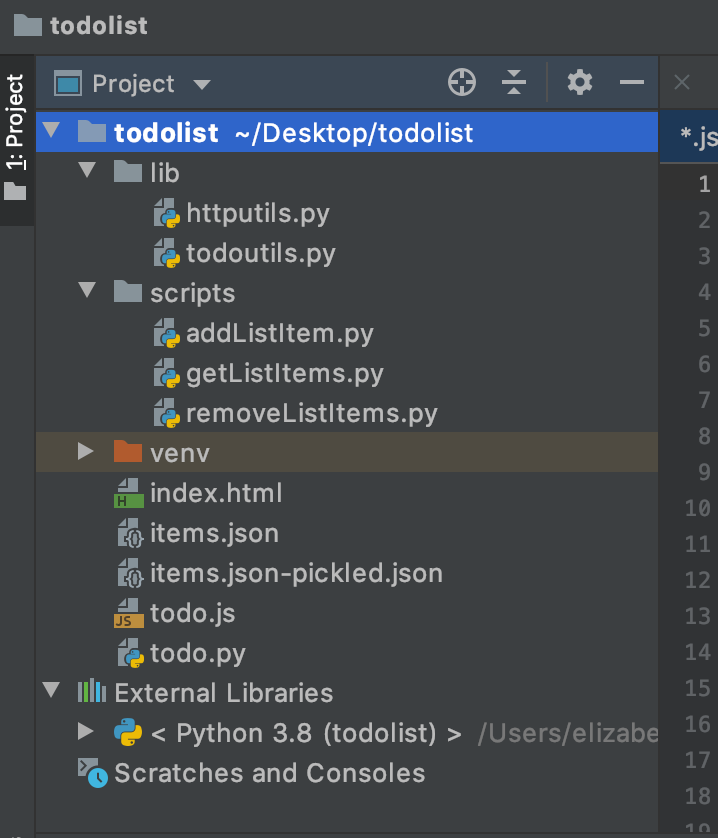 todolist
1: Project
Project
todolist ~/Desktop/todolist
lib
httputils.py
todoutils.py
scripts
addListItem.py
getListItems.py
removeListItems.py
venv
index.html
items.json
items.json-pickled.json
todo.js
todo.py
External Libraries
< Python 3.8 (todolist) > /Users/elizabe
Scratches and Consoles
*.js
1
2
3
4
5
6
7
8
9
10
11
12
13
14
15
16
17
18
19